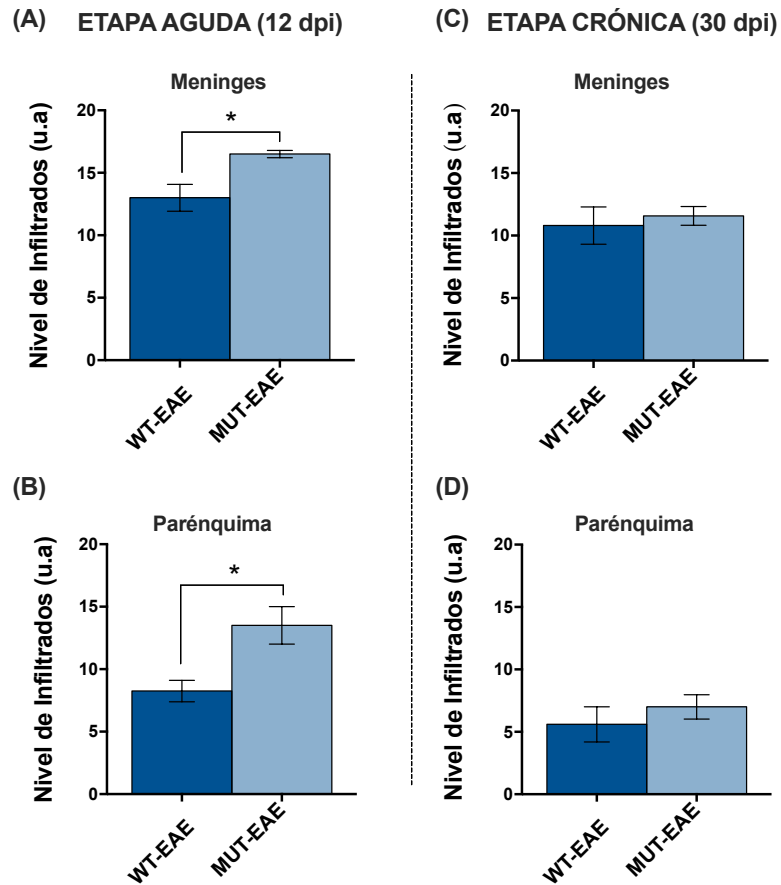 (A) ETAPA AGUDA (12 dpi)
Meninges
Nivel de Infiltrados (u.a)
20
15
10
5
0
*
WT-EAE
MUT-EAE
(B)
Parénquima
Nivel de Infiltrados (u.a)
20
15
10
5
0
*
WT-EAE
MUT-EAE
(C) ETAPA CRÓNICA (30 dpi)
Meninges
Nivel de Infiltrados (u.a)
20
15
10
5
0
WT-EAE
MUT-EAE
(D)
Parénquima
Nivel de Infiltrados (u.a)
20
15
10
5
0
WT-EAE
MUT-EAE